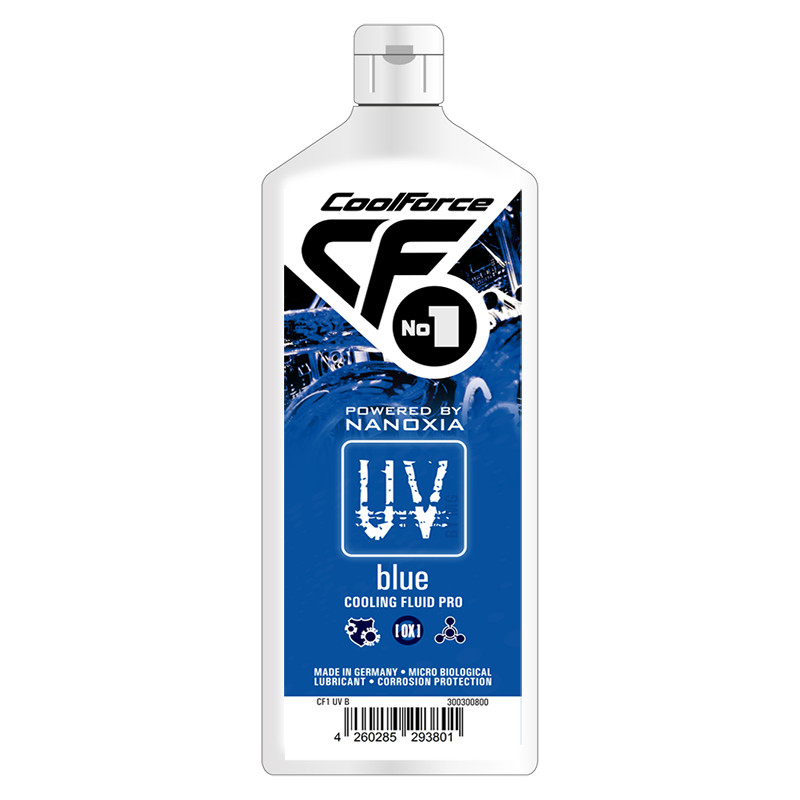 CoolForce
CF
No1
POWERED BY
NANOXIA
UV
blue
COOLING FLUID PRO
[OX]
MADE IN GERMANY • MICRO BIOLOGICAL
LUBRICANT • CORROSION PROTECTION
CF1 UV B 300300800
4 260285 293801